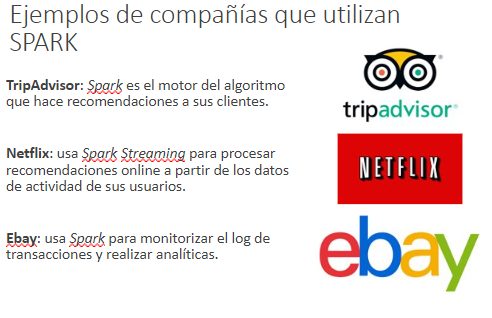 Ejemplos de compañías que utilizan
SPARK
TripAdvisor: Spark es el motor del algoritmo
que hace recomendaciones a sus clientes.
tripadvisor®
Netflix: usa Spark Streaming para procesar
recomendaciones online a partir de los datos
de actividad de sus usuarios.
NETFLIX
Ebay: usa Spark para monitorizar el log de
transacciones y realizar analíticas.
ebay